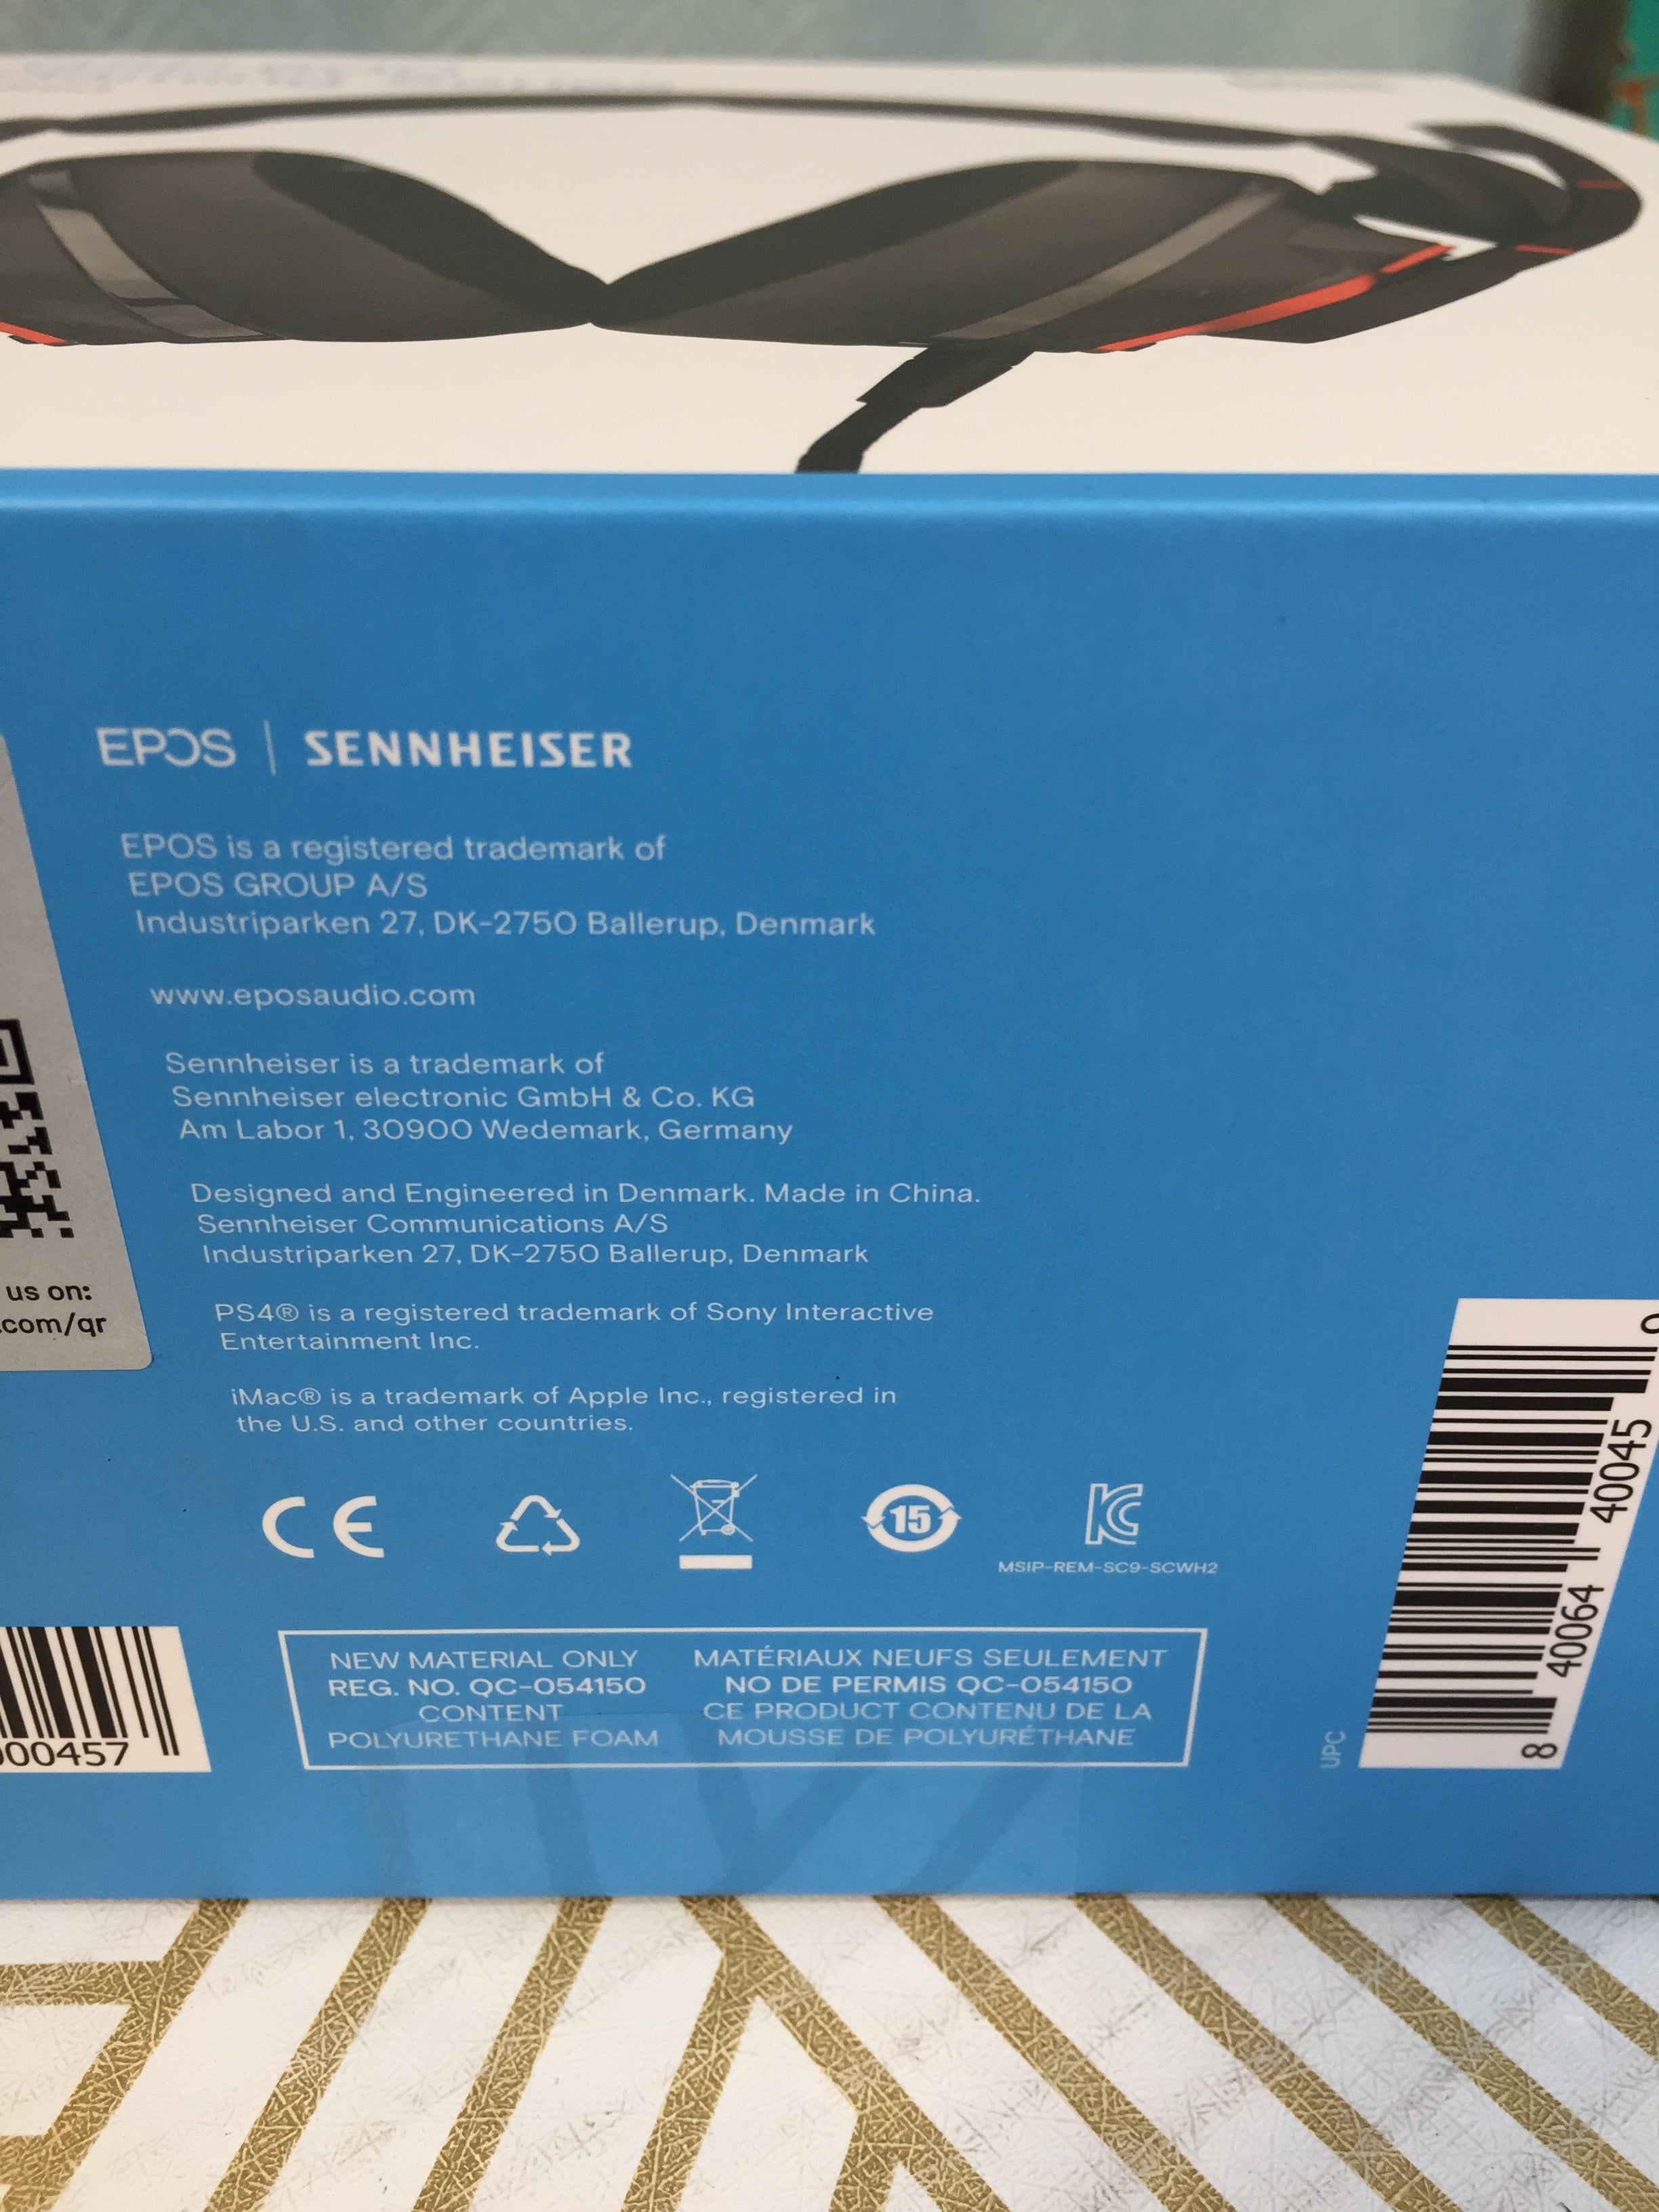 EPOS | SENNHEISER
EPOS is a registered trademark of
EPOS GROUP A/S
Industriparken 27, DK-2750 Ballerup, Denmark
www.eposaudio.com
Sennheiser is a trademark of
Sennheiser electronic GmbH & Co. KG
Am Labor 1, 30900 Wedemark, Germany
Designed and Engineered in Denmark. Made in China.
Sennheiser Communications A/S
Industriparken 27, DK-2750 Ballerup, Denmark
us on:
.com/qr
PS4® is a registered trademark of Sony Interactive
Entertainment Inc.
iMac® is a trademark of Apple Inc., registered in
the U.S. and other countries.
CE
15
MSIP-REM-SC9-SCWH2
00457
NEW MATERIAL ONLY
REG. NO. QC-054150
CONTENT
POLYURETHANE FOAM
MATÉRIAUX NEUFS SEULEMENT
NO DE PERMIS QC-054150
CE PRODUCT CONTENU DE LA
MOUSSE DE POLYURÉTHANE
UPC
8 40064 40045